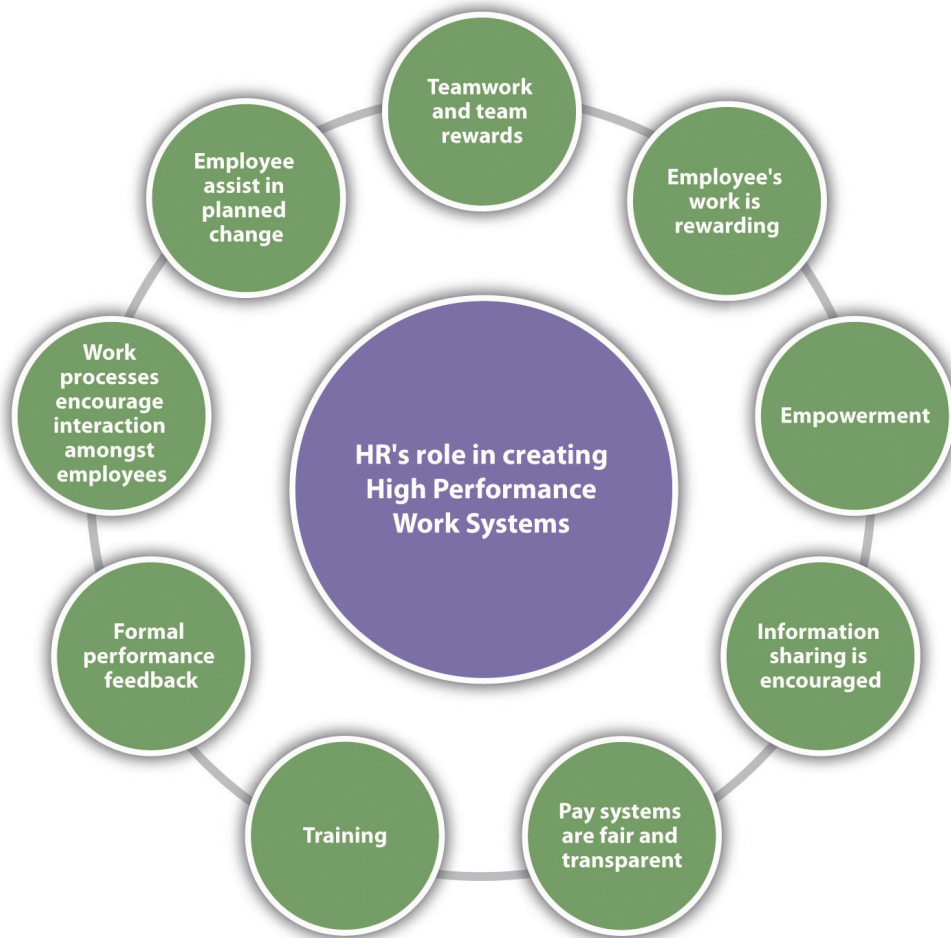 Teamwork
and team
rewards
Employee's
work is
rewarding
Empowerment
Information
sharing is
encouraged
Pay systems
are fair and
transparent
Training
Formal
performance
feedback
Work
processes
encourage
interaction
amongst
employees
Employee
assist in
planned
change
HR's role in creating
High Performance
Work Systems